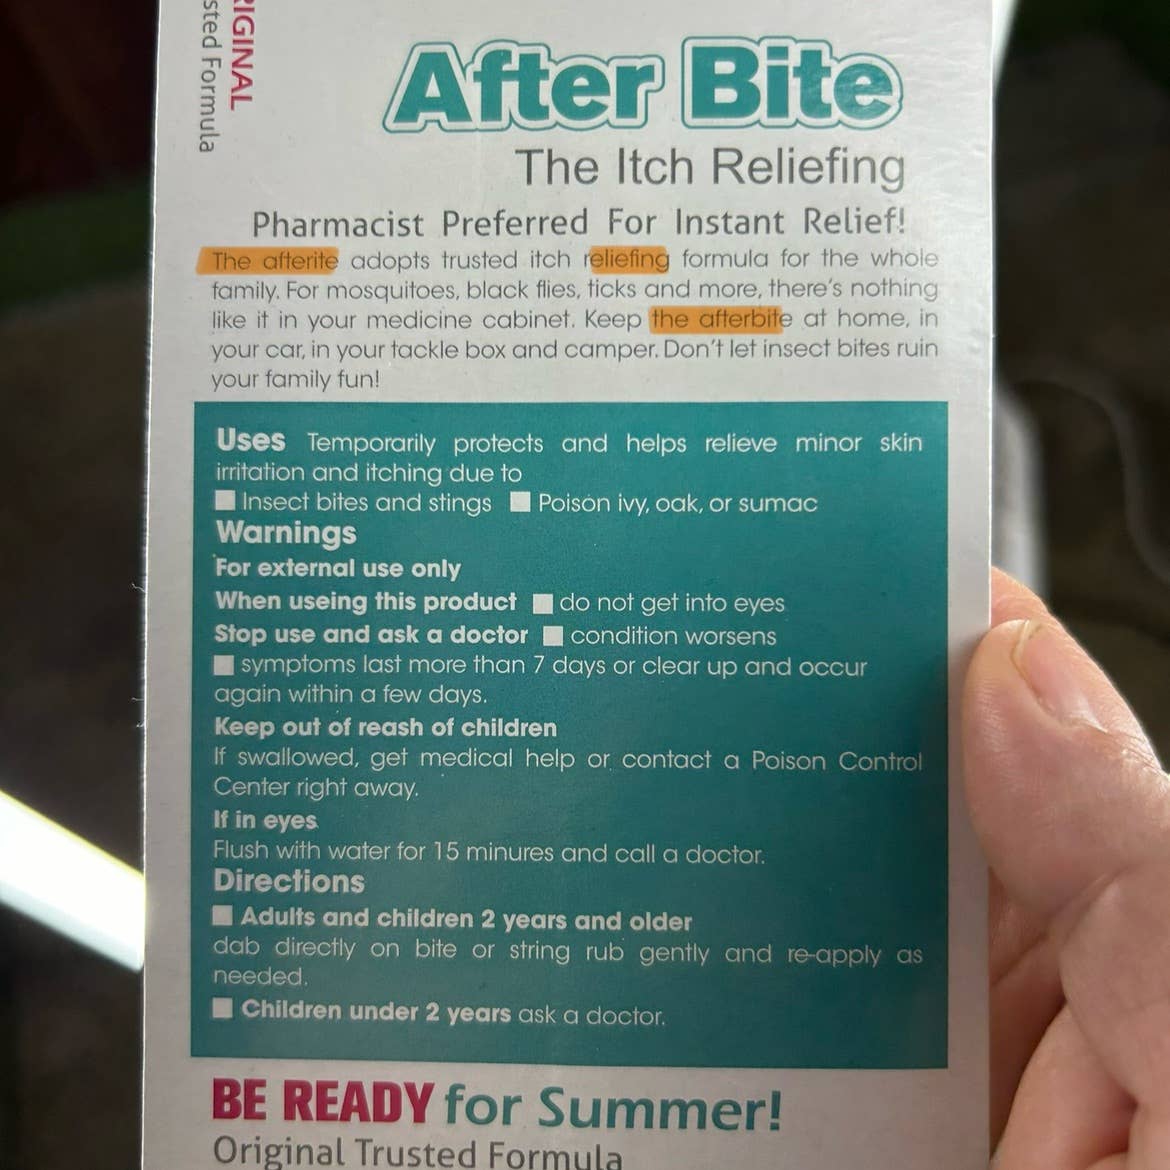 RIGINAL
sted Formula
After Bite
The Itch Reliefing
Pharmacist Preferred For Instant Relief!
The afterite adopts trusted itch reliefing formula for the whole
family. For mosquitoes, black flies, ticks and more, there's nothing
like it in your medicine cabinet. Keep the afterbite at home, in
your car, in your tackle box and camper. Don't let insect bites ruin
your family fun!
Uses Temporarily protects and helps relieve minor skin
irritation and itching due to
■ Insect bites and stings ■ Poison ivy, oak, or sumac
Warnings
For external use only
When useing this product ■ do not get into eyes
Stop use and ask a doctor ■ condition worsens
■ symptoms last more than 7 days or clear up and occur
again within a few days.
Keep out of reash of children
If swallowed, get medical help or contact a Poison Control
Center right away.
If in eyes
Flush with water for 15 minures and call a doctor.
Directions
■ Adults and children 2 years and older
dab directly on bite or string rub gently and re-apply as
needed.
■ Children under 2 years ask a doctor.
BE READY for Summer!
Original Trusted Formula